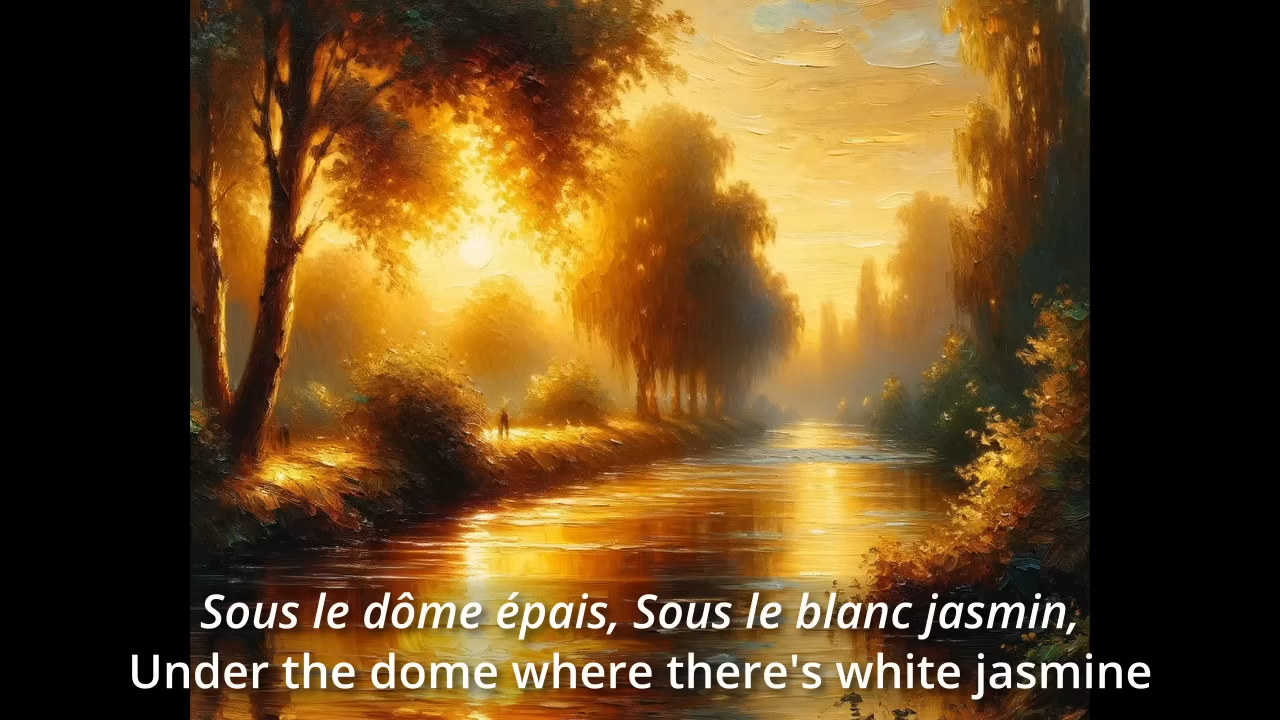 Sous le dôme épais, Sous le blanc jasmin,
Under the dome where there's white jasmine